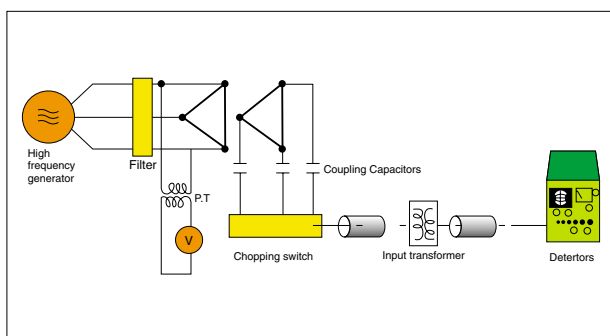 High
frequency
generator
Filter
P.T
V
Coupling Capacitors
Chopping switch
Input transformer
Detertors